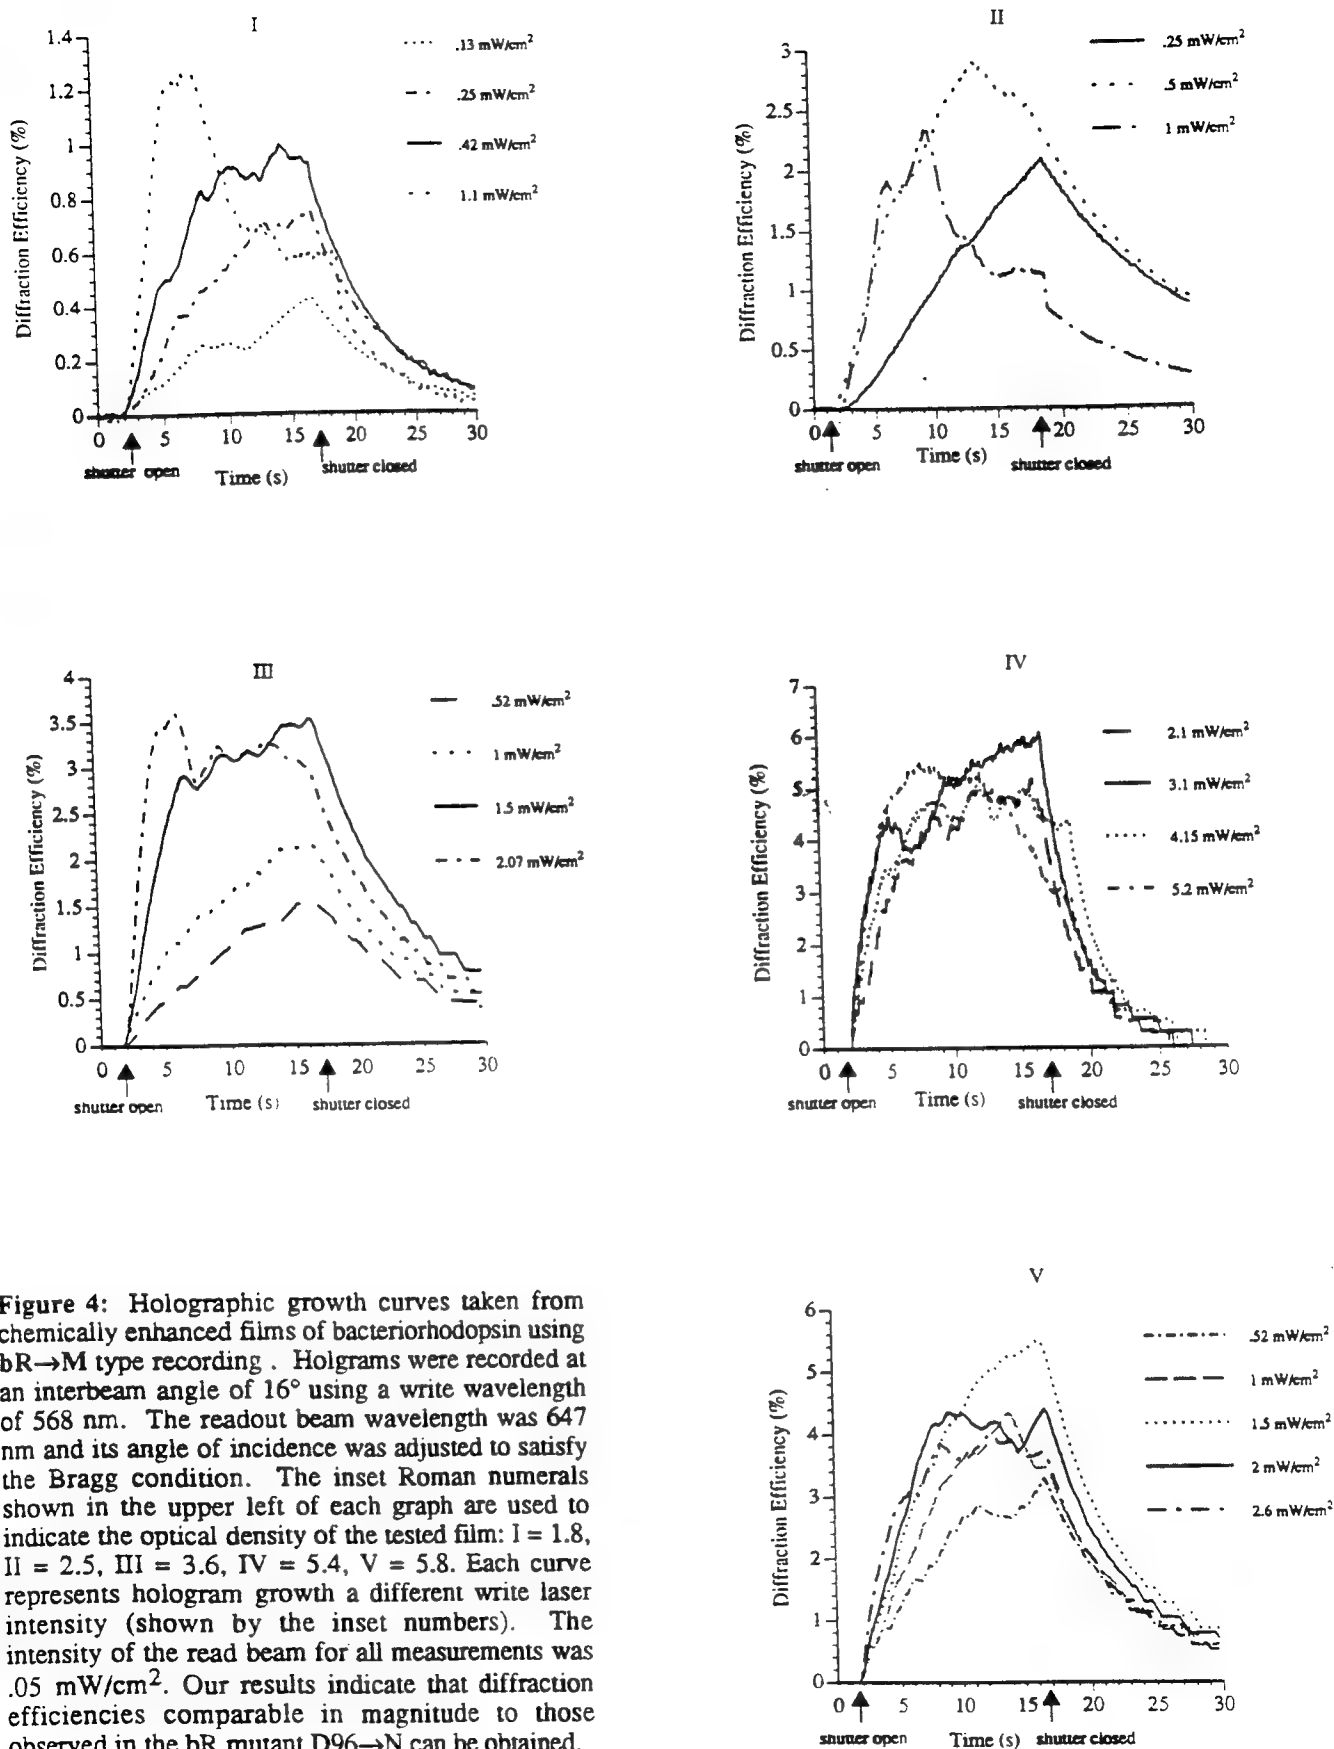 I
1.4
1.2
1
0.8
0.6
0.4
0.2
0
Diffraction Efficiency (%)
.13 mW/cm²
.25 mW/cm²
.42 mW/cm²
1.1 mW/cm²
0 5 10 15 20 25 30
shutter open Time (s) shutter closed
II
3
2.5
2
1.5
1
0.5
0
Diffraction Efficiency (%)
.25 mW/cm²
.5 mW/cm²
1 mW/cm²
0 5 10 15 20 25 30
shutter open Time (s) shutter closed
III
4
3.5
3
2.5
2
1.5
1
0.5
0
Diffraction Efficiency (%)
.52 mW/cm²
1 mW/cm²
1.5 mW/cm²
2.07 mW/cm²
0 5 10 15 20 25 30
shutter open Time (s) shutter closed
IV
7
6
5
4
3
2
1
0
Diffraction Efficiency (%)
2.1 mW/cm²
3.1 mW/cm²
4.15 mW/cm²
5.2 mW/cm²
0 5 10 15 20 25 30
shutter open Time (s) shutter closed
Figure 4: Holographic growth curves taken from
chemically enhanced films of bacteriorhodopsin using
bR→M type recording . Holgrams were recorded at
an interbeam angle of 16° using a write wavelength
of 568 nm. The readout beam wavelength was 647
nm and its angle of incidence was adjusted to satisfy
the Bragg condition. The inset Roman numerals
shown in the upper left of each graph are used to
indicate the optical density of the tested film: I = 1.8,
II = 2.5, III = 3.6, IV = 5.4, V = 5.8. Each curve
represents hologram growth a different write laser
intensity (shown by the inset numbers). The
intensity of the read beam for all measurements was
.05 mW/cm². Our results indicate that diffraction
efficiencies comparable in magnitude to those
observed in the bR mutant D96→N can be obtained.
V
6
5
4
3
2
1
0
Diffraction Efficiency (%)
.52 mW/cm²
1 mW/cm²
1.5 mW/cm²
2 mW/cm²
2.6 mW/cm²
0 5 10 15 20 25 30
shutter open Time (s) shutter closed